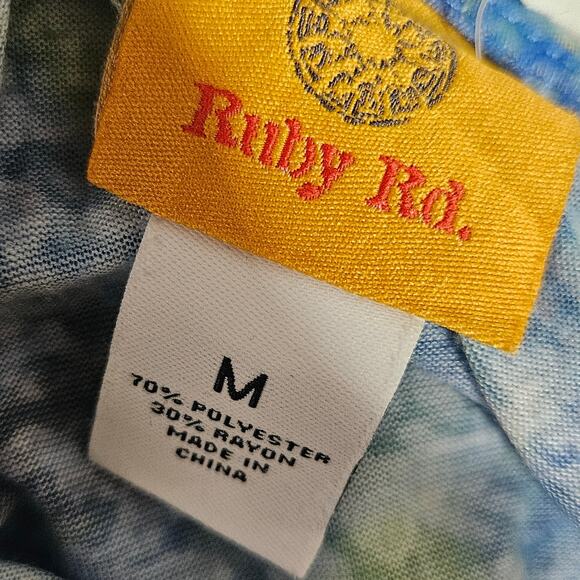 Ruby Rd.
M
70% POLYESTER
30% RAYON
MADE IN
CHINA